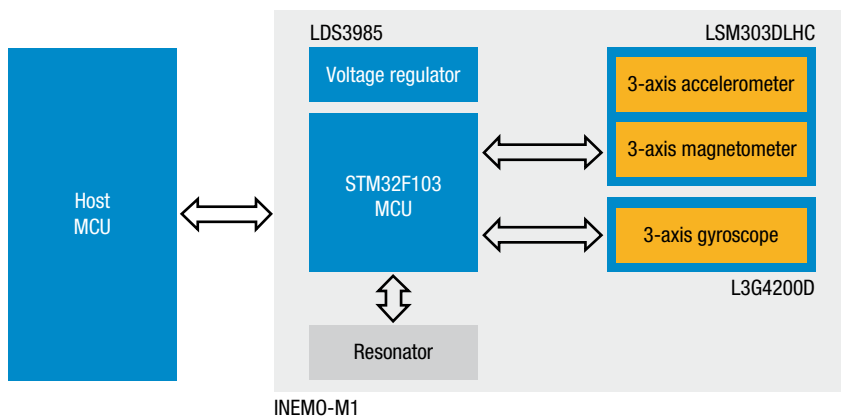 LDS3985
LSM303DLHC
Voltage regulator
3-axis accelerometer
3-axis magnetometer
STM32F103
MCU
Host
MCU
3-axis gyroscope
L3G4200D
Resonator
INEMO-M1